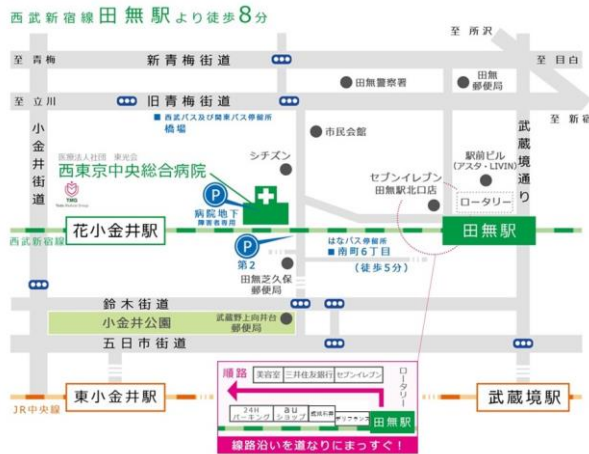 西武新宿線田無駅より徒歩8分
至所沢
至青梅
新青梅街道
至目白
田無警察署
田無
郵便局
至立川
旧青梅街道
至新宿
■西武バス及び関東バス停留所
橋場
市民会館
小金井街道
武蔵境通り
医療法人社団 東光会
西東京中央総合病院
シチズン
駅前ビル
(アスタ・LIVIN)
セブンイレブン
田無駅北口店
TMG
P
病院地下
障害者専用
ロータリー
花小金井駅
田無駅
西武新宿線
P
第2
はなバス停留所
■南町6丁目
(徒歩5分)
田無芝久保
郵便局
鈴木街道
小金井公園
武蔵野上向井台
郵便局
五日市街道
順路
美容室
三井住友銀行
セブンイレブン
ロータリー
24H
パーキング
au
ショップ
田無駅
線路沿いを道なりにまっすぐ!
東小金井駅
武蔵境駅
JR中央線